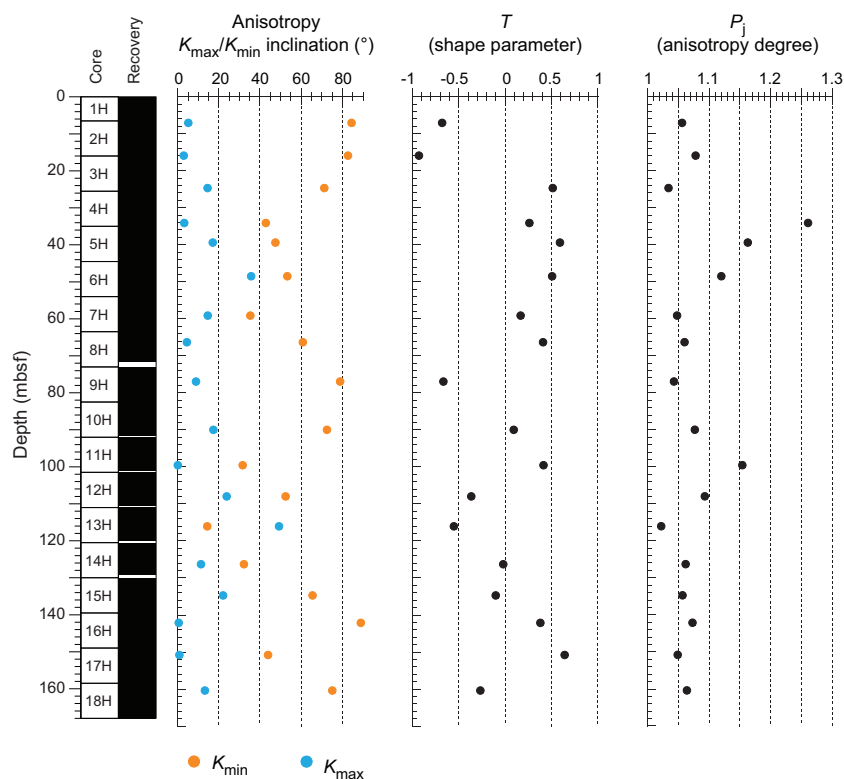 Anisotropy
Kmax/Kmin inclination (°)
T
(shape parameter)
Pj
(anisotropy degree)
Core
Recovery
0 20 40 60 80
-1 -0.5 0 0.5 1
1 1.1 1.2 1.3
Depth (mbsf)
0
20
40
60
80
100
120
140
160
1H
2H
3H
4H
5H
6H
7H
8H
9H
10H
11H
12H
13H
14H
15H
16H
17H
18H
Kmin Kmax